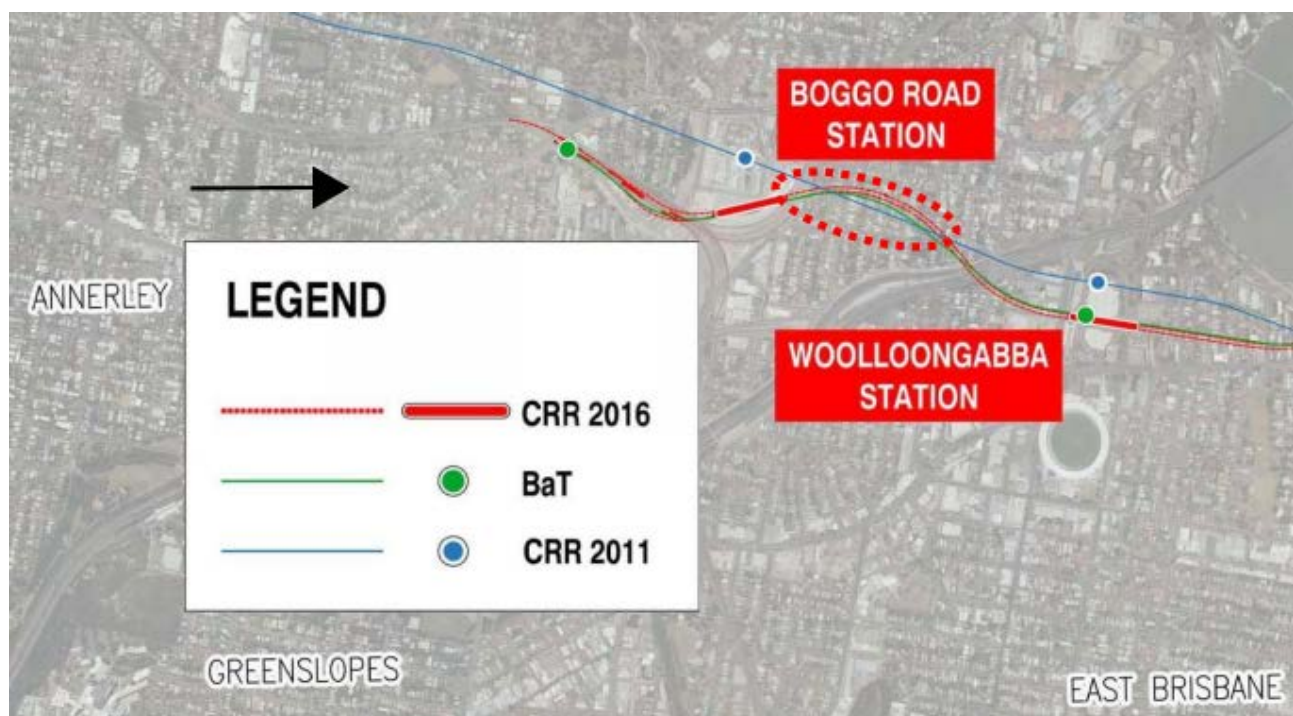 BOGGO ROAD
STATION
ANNERLEY
LEGEND
CRR 2016
BaT
CRR 2011
WOOLLOONGABBA
STATION
GREENSLOPES
EAST BRISBANE